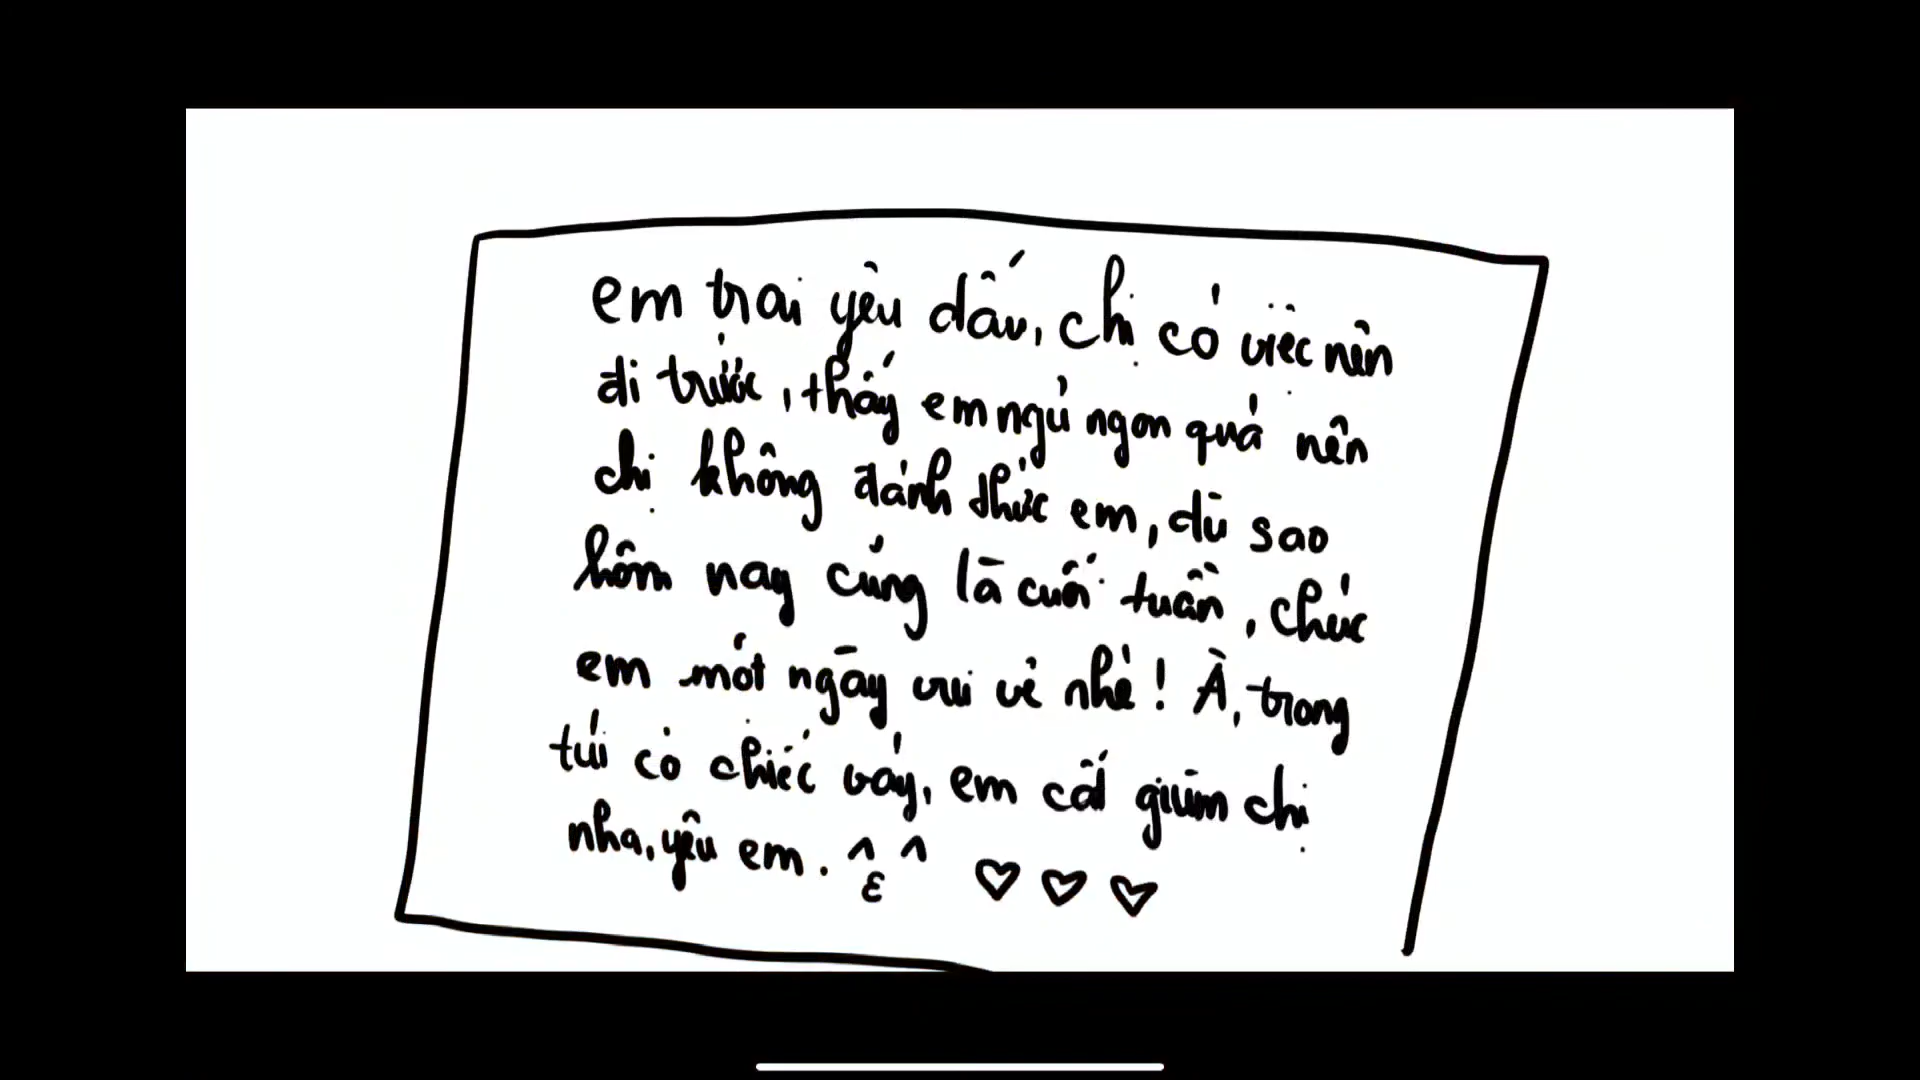 em trai yêu dấu, chị có việc nên
đi trước, thấy em ngủ ngon quá nên
chị không đánh thức em, dù sao
hôm nay cũng là cuối tuần, chúc
em một ngày vui vẻ nhé! À, trong
túi có chiếc váy, em cất giùm chị
nha, yêu em. ^ε^ ♡ ♡ ♡